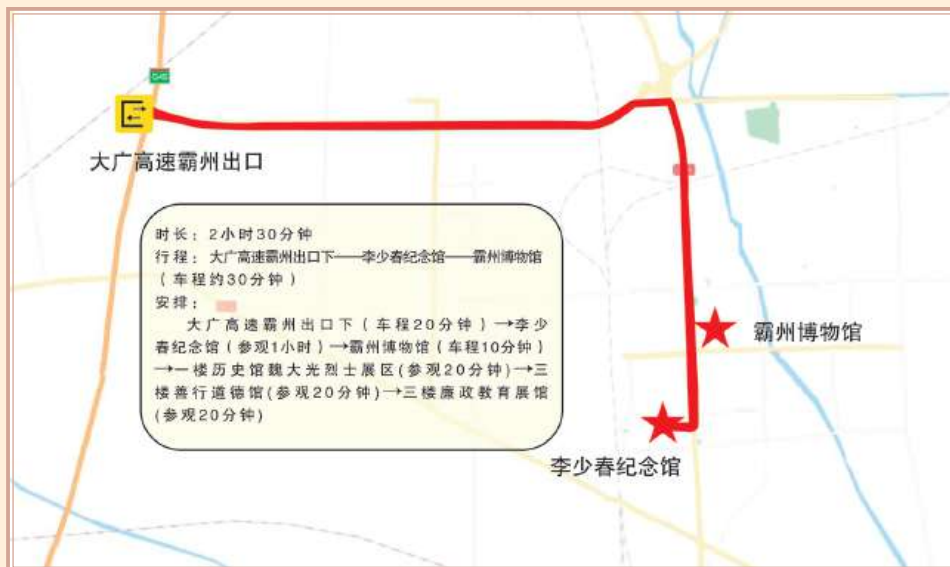 G45
大广高速霸州出口
时长：2小时30分钟
行程：大广高速霸州出口下——李少春纪念馆——霸州博物馆
（车程约30分钟）
安排：
大广高速霸州出口下（车程20分钟）→李少
春纪念馆（参观1小时）→霸州博物馆（车程10分钟）
→一楼历史馆魏大光烈士展区(参观20分钟)→三
楼善行道德馆(参观20分钟)→三楼廉政教育展馆
(参观20分钟)
霸州博物馆
李少春纪念馆